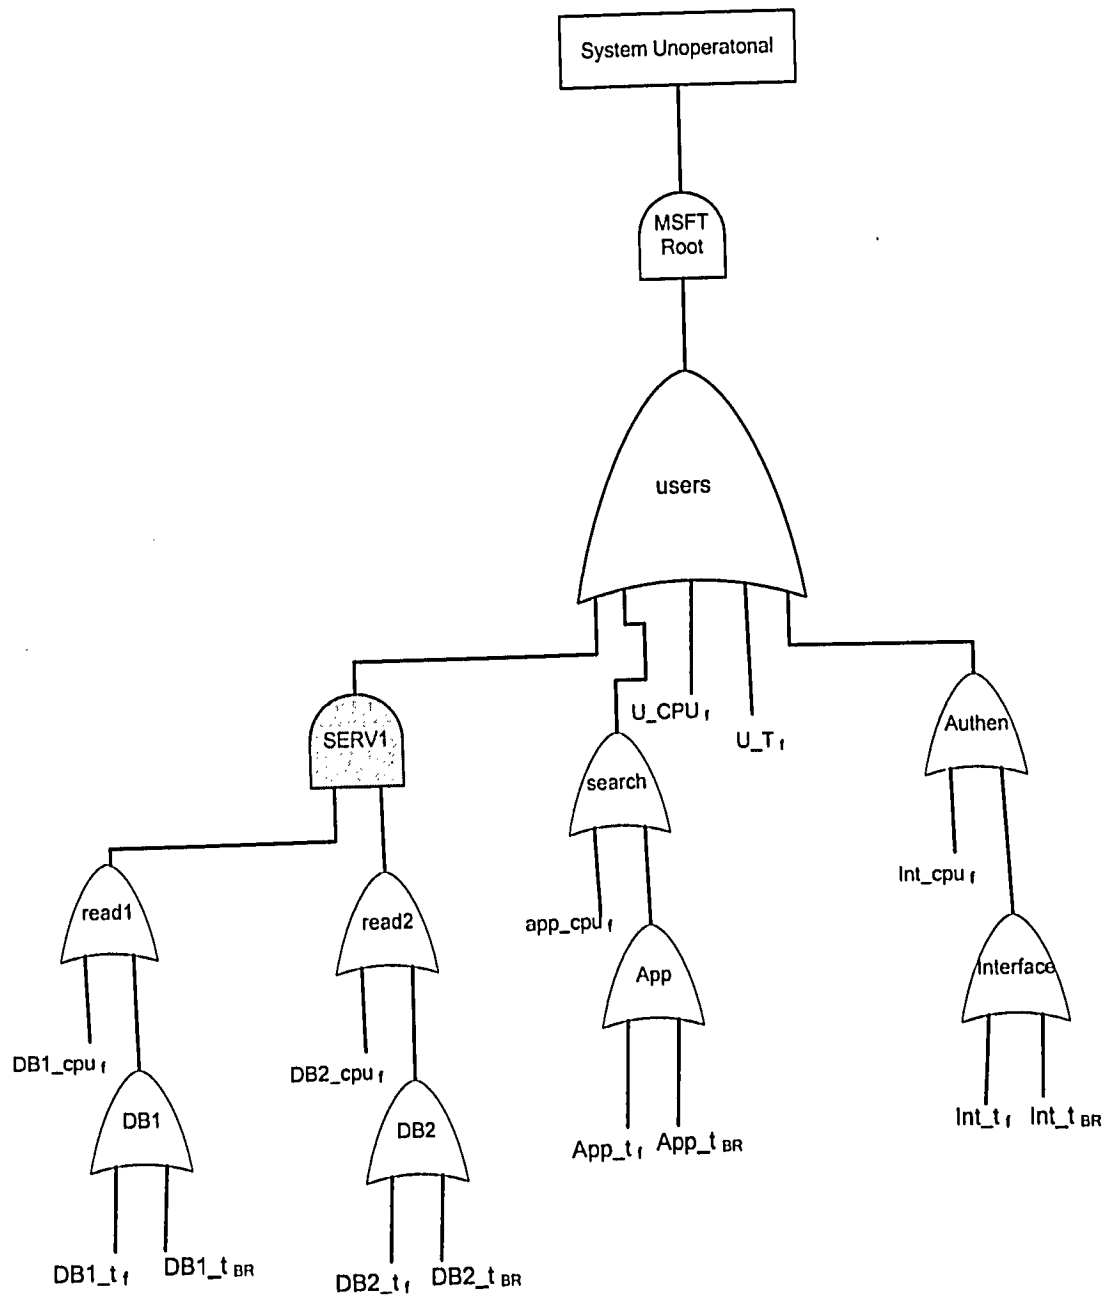 System Unoperatonal
MSFT
Root
users
U_CPU f
U_T f
SERV1
Authen
search
Int_cpu f
read1
read2
app_cpu f
App
Interface
DB1_cpu f
DB2_cpu f
DB1
DB2
App_t f
App_t BR
Int_t f
Int_t BR
DB1_t f
DB1_t BR
DB2_t f
DB2_t BR